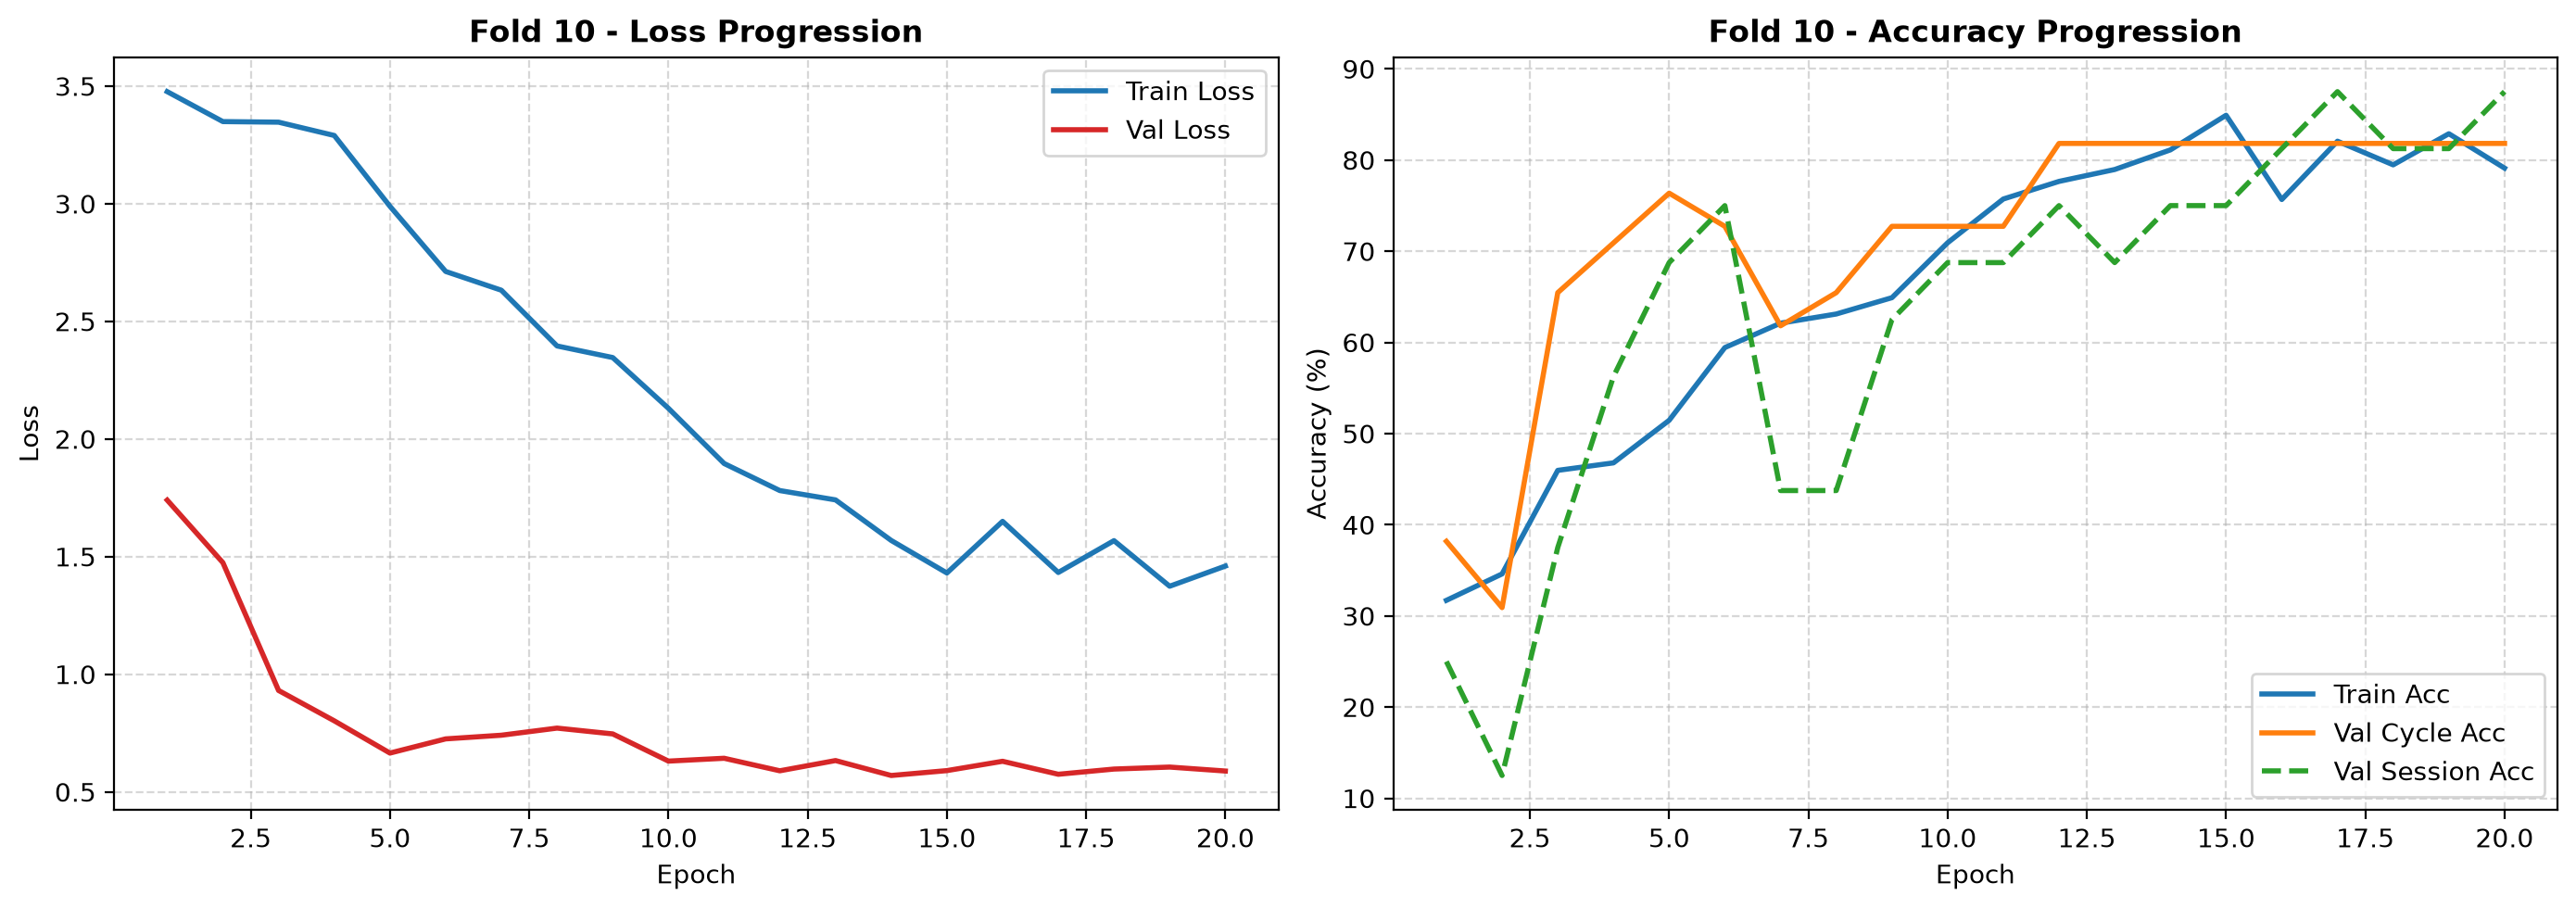 Fold 10 - Loss Progression
3.5
3.0
2.5
2.0
1.5
1.0
0.5
Loss
2.5 5.0 7.5 10.0 12.5 15.0 17.5 20.0
Epoch
Train Loss
Val Loss
Fold 10 - Accuracy Progression
90
80
70
60
50
40
30
20
10
Accuracy (%)
2.5 5.0 7.5 10.0 12.5 15.0 17.5 20.0
Epoch
Train Acc
Val Cycle Acc
Val Session Acc